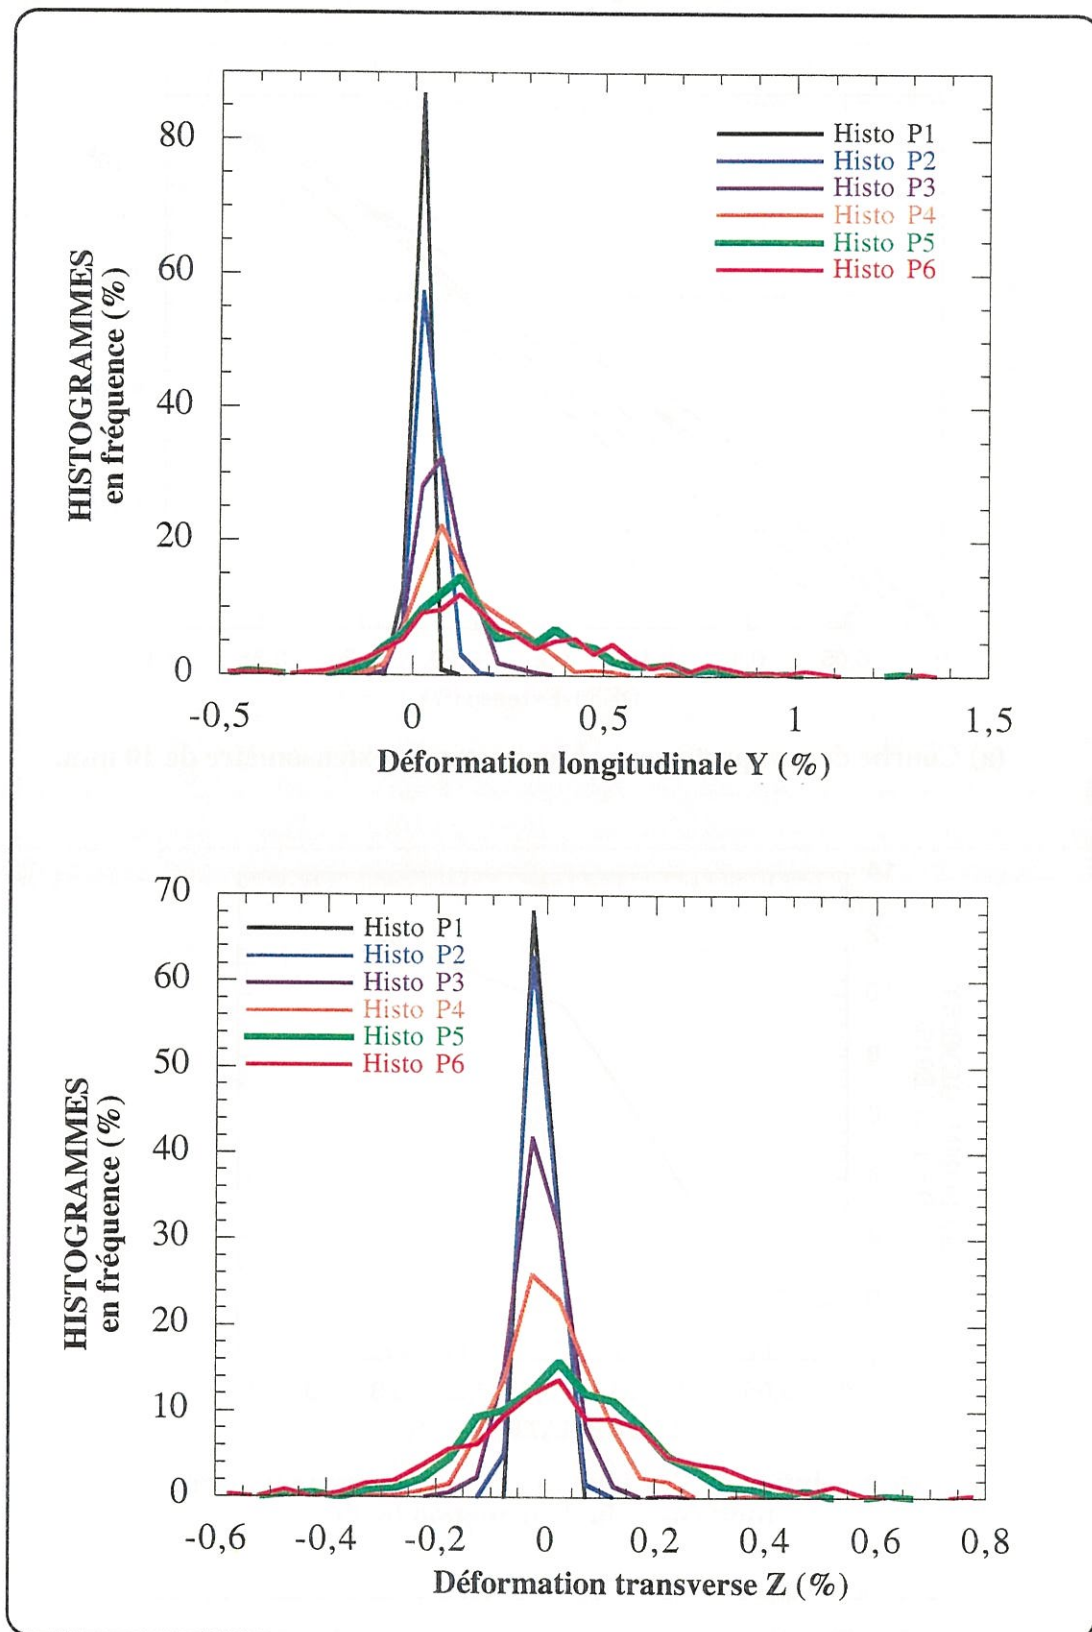 80
60
40
20
0
HISTOGRAMMES
en fréquence (%)
Histo P1
Histo P2
Histo P3
Histo P4
Histo P5
Histo P6
-0,5 0 0,5 1 1,5
Déformation longitudinale Y (%)
70
60
50
40
30
20
10
0
HISTOGRAMMES
en fréquence (%)
Histo P1
Histo P2
Histo P3
Histo P4
Histo P5
Histo P6
-0,6 -0,4 -0,2 0 0,2 0,4 0,6 0,8
Déformation transverse Z (%)